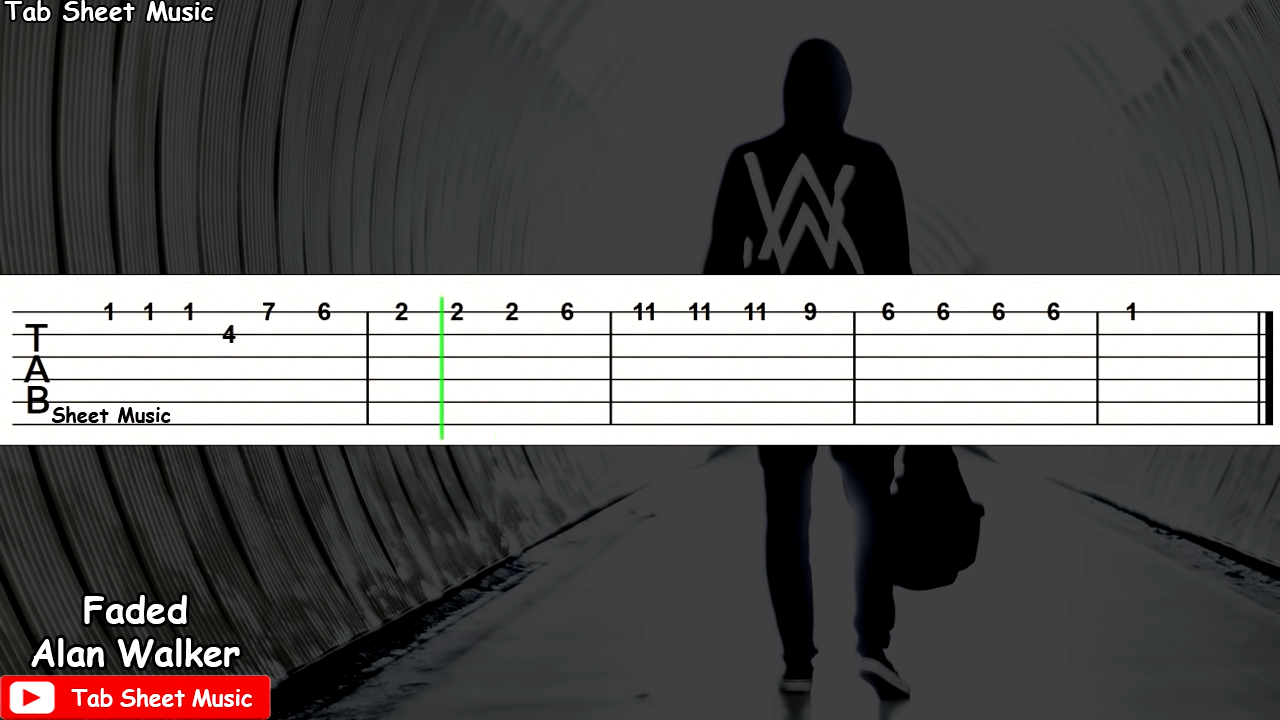 Tab Sheet Music
1 1 1 4 7 6 2 2 2 6 11 11 11 9 6 6 6 6 1
T
A
B
Sheet Music
Faded
Alan Walker
Tab Sheet Music